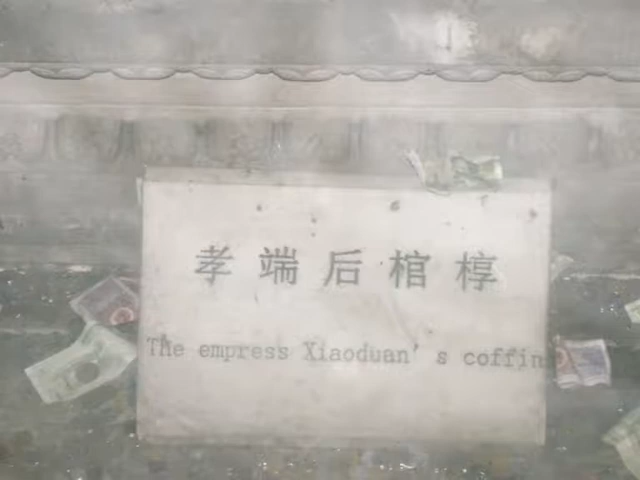 孝端后棺椁
The empress Xiaoduan's coffin